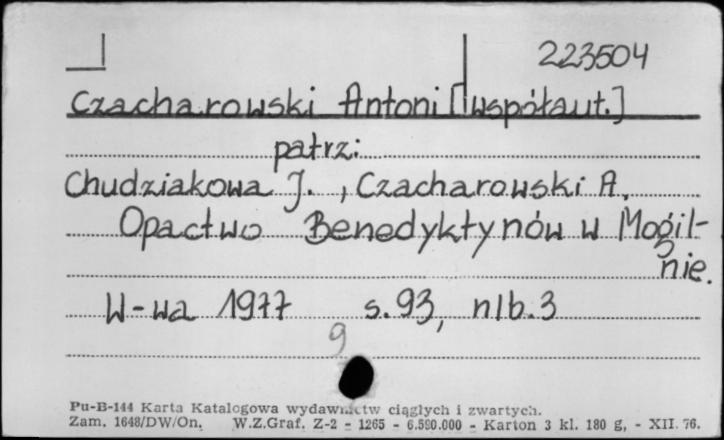 223504
Czacharowski Antoni [współaut.]
patrz:
Chudziakowa J., Czacharowski A.
Opactwo Benedyktynów w Mogil-
nie.
W-wa 1977 s. 93, nlb. 3
9
Pu-B-144 Karta Katalogowa wydawnictw ciągłych i zwartych.
Zam. 1648/DW/On. W.Z.Graf. Z-2 - 1265 - 6.590.000 - Karton 3 kl. 180 g, - XII. 76.